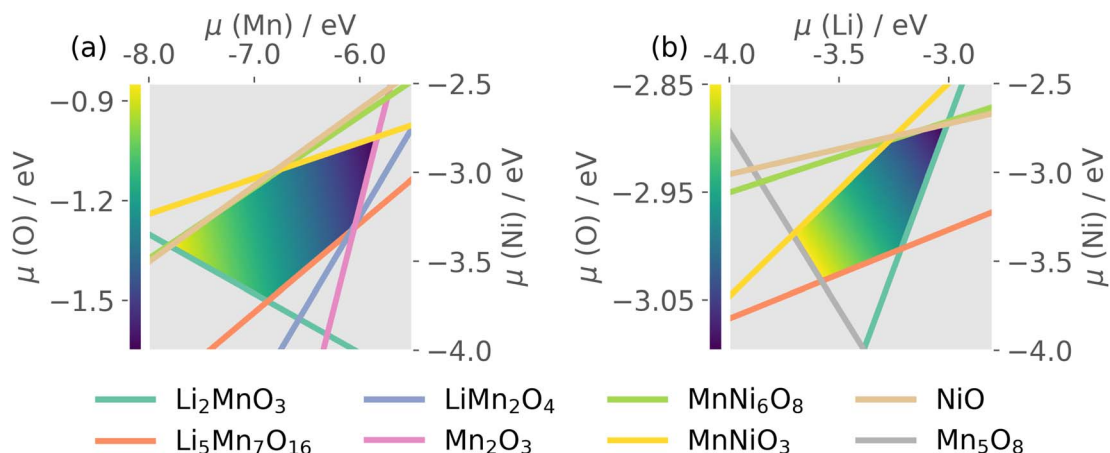 (a)
μ (Mn) / eV
-8.0 -7.0 -6.0
−0.9
−1.2
−1.5
μ (O) / eV
−2.5
−3.0
−3.5
−4.0
μ (Ni) / eV
(b)
μ (Li) / eV
-4.0 -3.5 -3.0
−2.85
−2.95
−3.05
μ (O) / eV
−2.5
−3.0
−3.5
−4.0
μ (Ni) / eV
Li₂MnO₃ LiMn₂O₄ MnNi₆O₈ NiO
Li₅Mn₇O₁₆ Mn₂O₃ MnNiO₃ Mn₅O₈